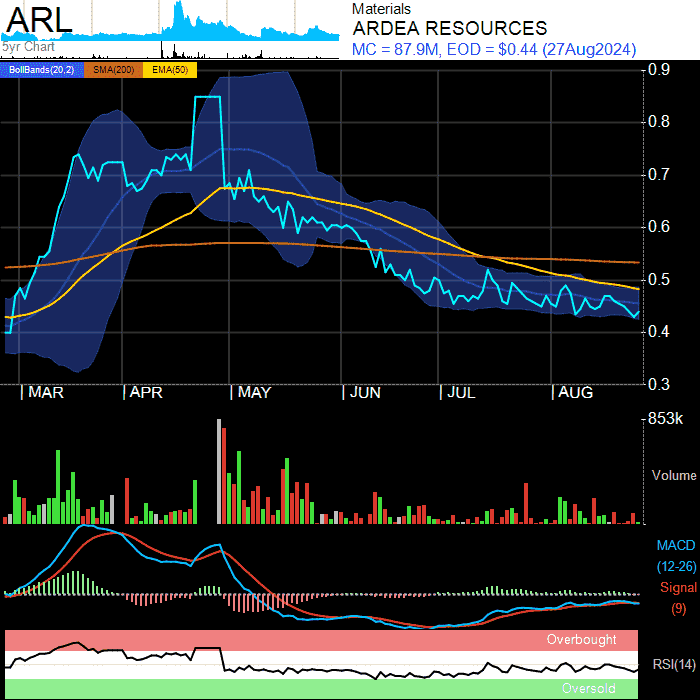 ARL
5yr Chart
Materials
ARDEA RESOURCES
MC = 87.9M, EOD = $0.44 (27Aug2024)
BollBands(20,2) SMA(200) EMA(50)
0.9
0.8
0.7
0.6
0.5
0.4
0.3
| MAR | APR | MAY | JUN | JUL | AUG
853k
Volume
MACD
(12-26)
Signal
(9)
Overbought
RSI(14)
Oversold